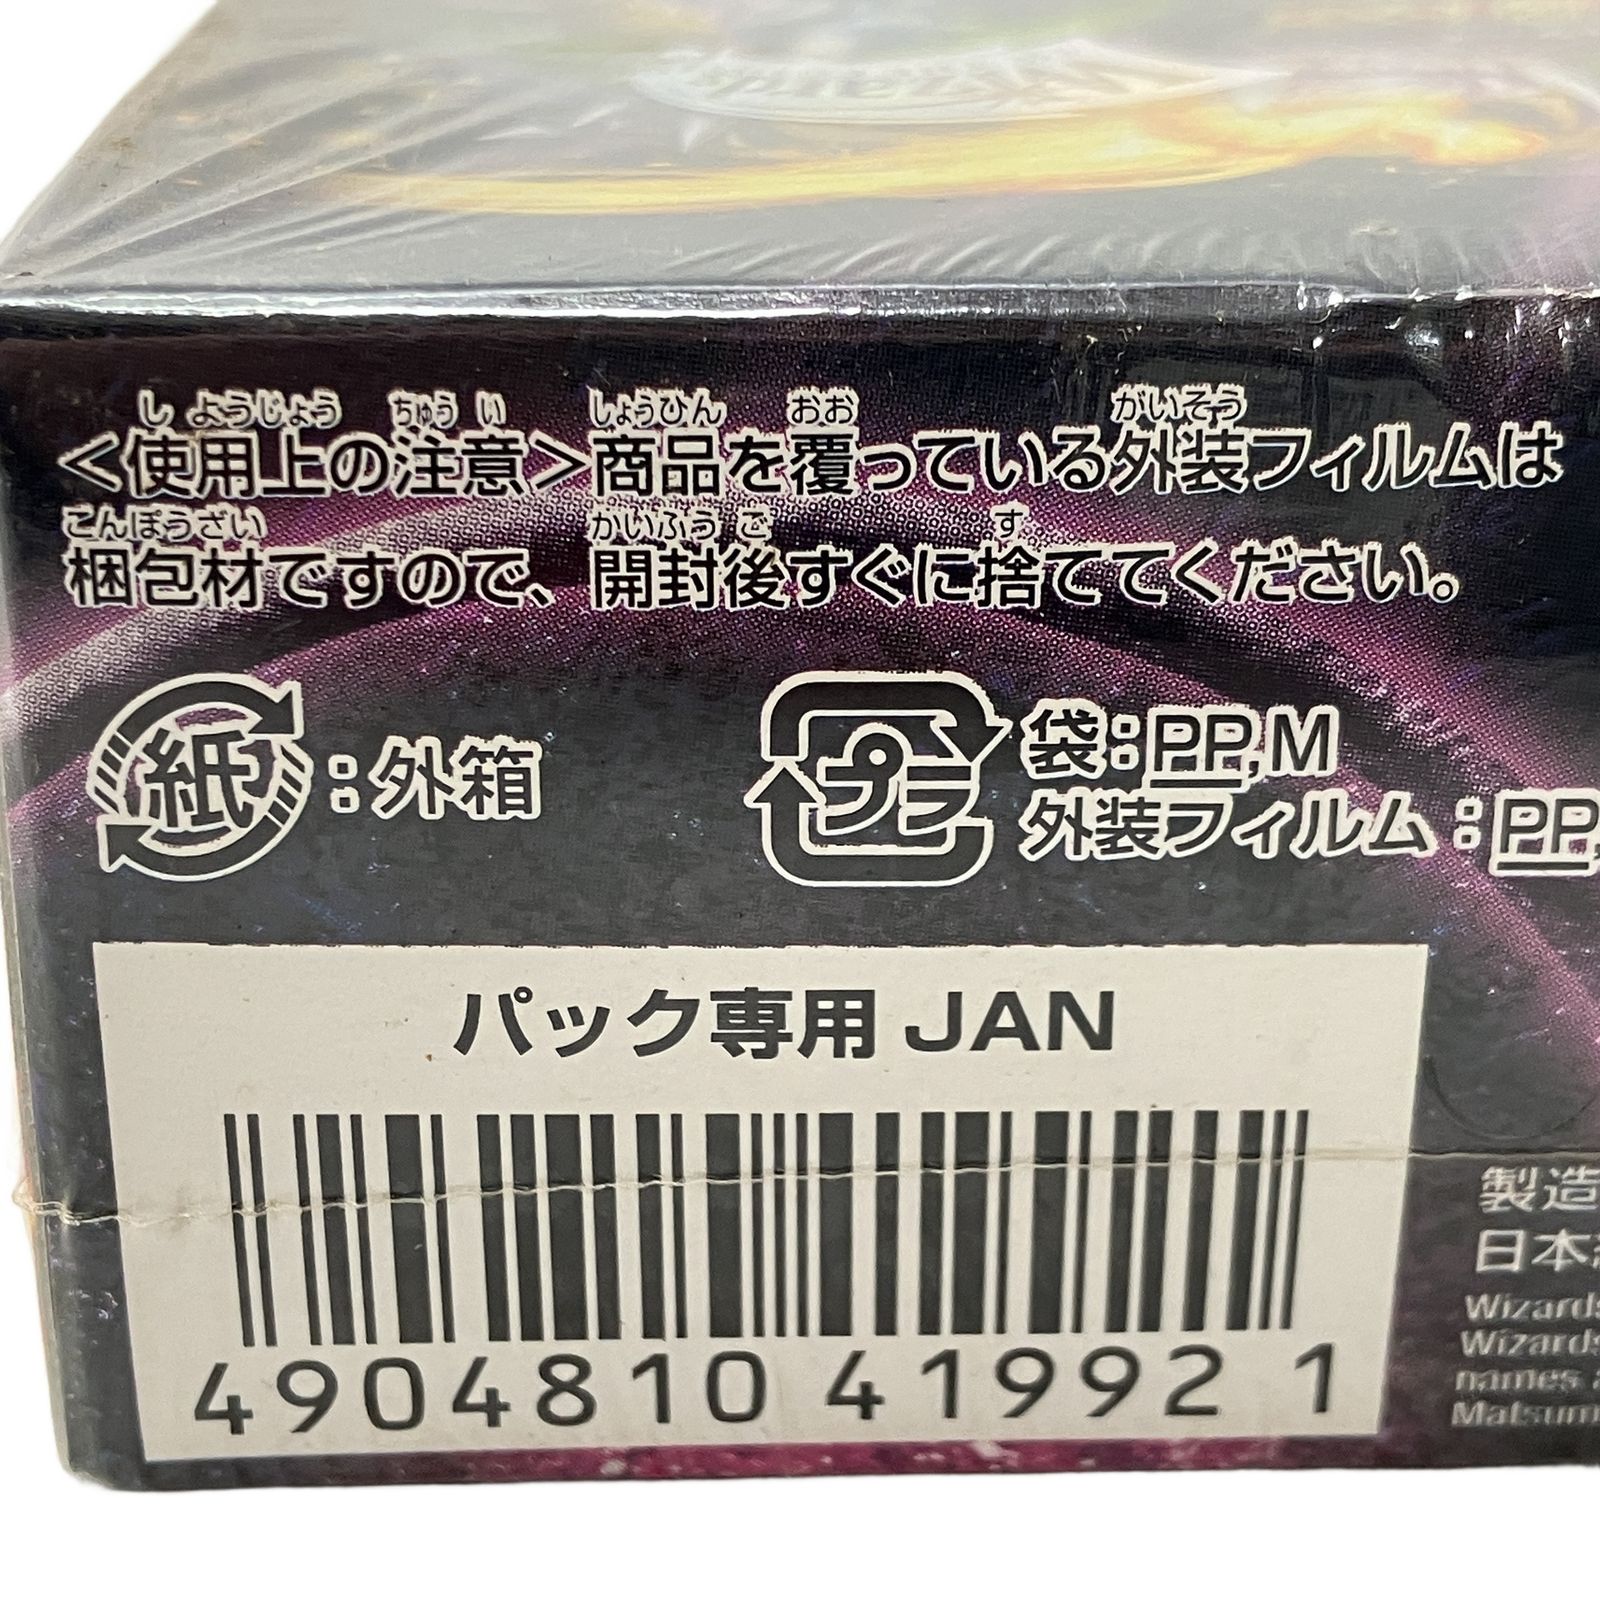 しようじょう ちゅうい しょうひん おお がいそう
<使用上の注意>商品を覆っている外装フィルムは
こんぽうざい かいふうご す
梱包材ですので、開封後すぐに捨ててください。
紙:外箱
プラ 袋:PP,M
外装フィルム:PP,
パック専用 JAN
4904810 41992 1
製造
日本
Wizards
Wizards
names
Matsum